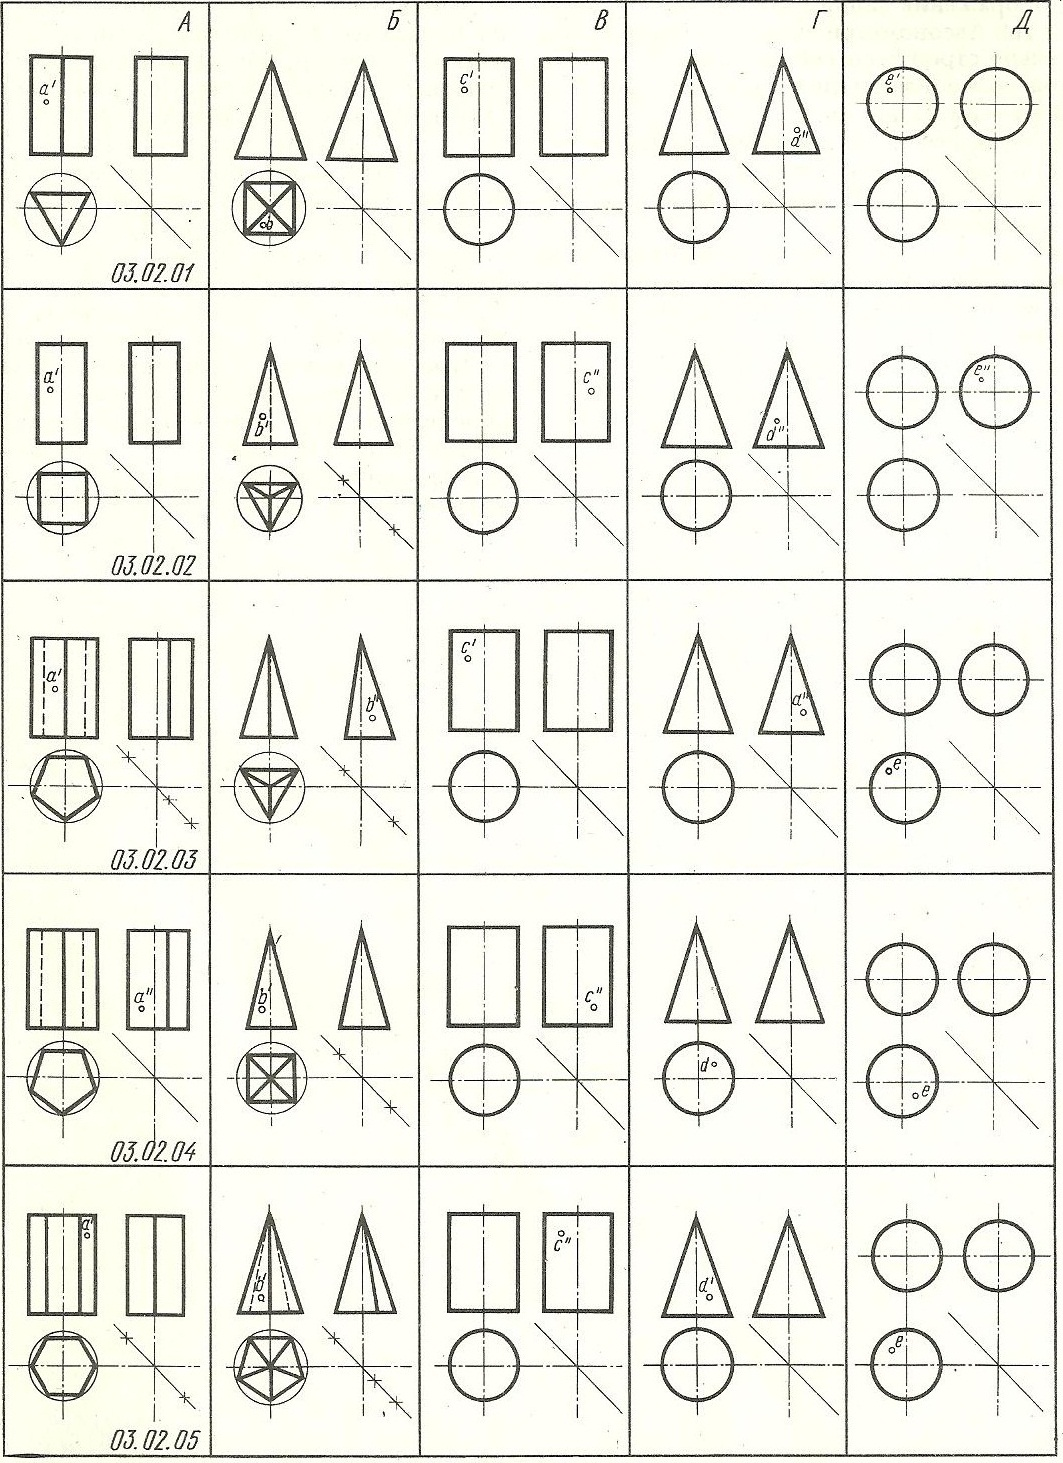 А Б В Г Д
a' b c' d'' e'
03.02.01
a' b' c'' d'' e''
03.02.02
a' b'' c' d'' e
03.02.03
a'' b' c'' d e
03.02.04
a' b' c'' d' e
03.02.05